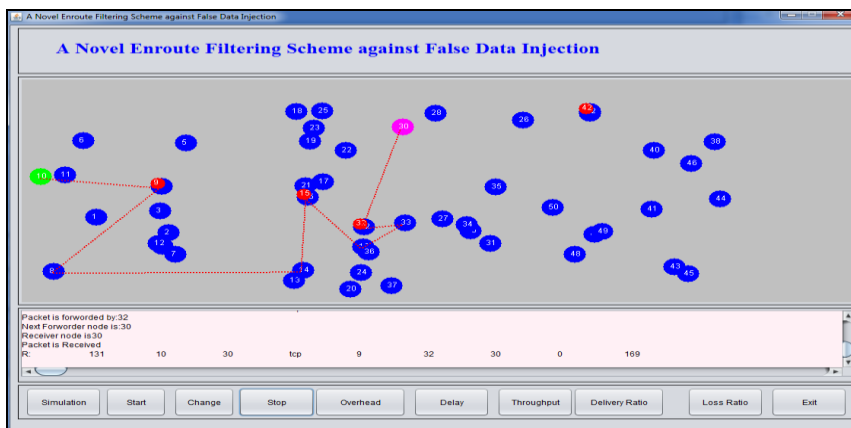 A Novel Enroute Filtering Scheme against False Data Injection
A Novel Enroute Filtering Scheme against False Data Injection
18 25 28 42
23 30 26
6 5 19 22 40 38
46
10 11 9 21 17 35
15 44
1 3 50 41
2 33 27 34
12 7 36 31 49 48
8 14 24 43
13 20 37 45
Packet is forworded by:32
Next Forworder node is:30
Receiver node is30
Packet is Received
R: 131 10 30 tcp 9 32 30 0 169
Simulation Start Change Stop Overhead Delay Throughput Delivery Ratio Loss Ratio Exit